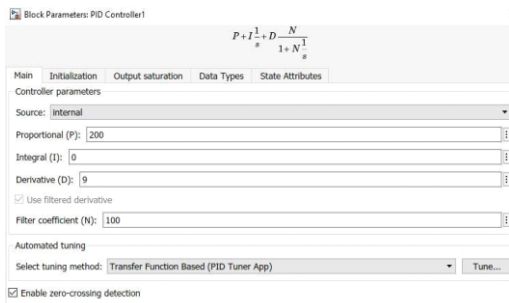 Block Parameters: PID Controller1
P+I 1/s +D N/(1+N 1/s)
Main Initialization Output saturation Data Types State Attributes
Controller parameters
Source: internal
Proportional (P): 200
Integral (I): 0
Derivative (D): 9
Use filtered derivative
Filter coefficient (N): 100
Automated tuning
Select tuning method: Transfer Function Based (PID Tuner App) Tune...
Enable zero-crossing detection